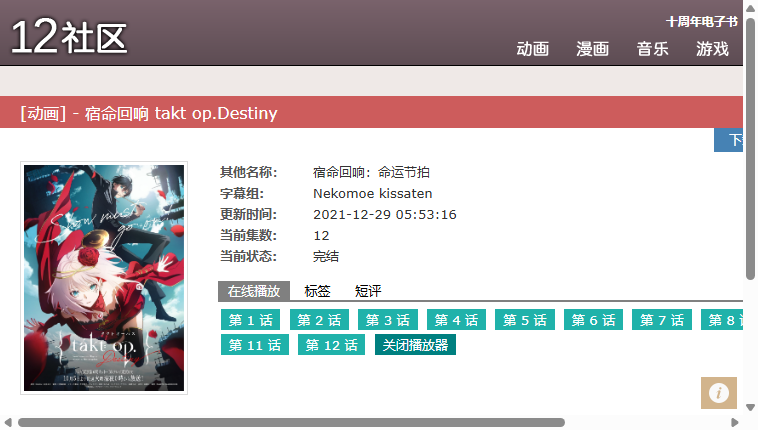 12社区
十周年电子书
动画 漫画 音乐 游戏
[动画] - 宿命回响 takt op.Destiny
其他名称： 宿命回响：命运节拍
字幕组： Nekomoe kissaten
更新时间： 2021-12-29 05:53:16
当前集数： 12
当前状态： 完结
Show must go on
takt op.
Destiny
在线播放 标签 短评
第 1 话 第 2 话 第 3 话 第 4 话 第 5 话 第 6 话 第 7 话 第 8
第 11 话 第 12 话 关闭播放器